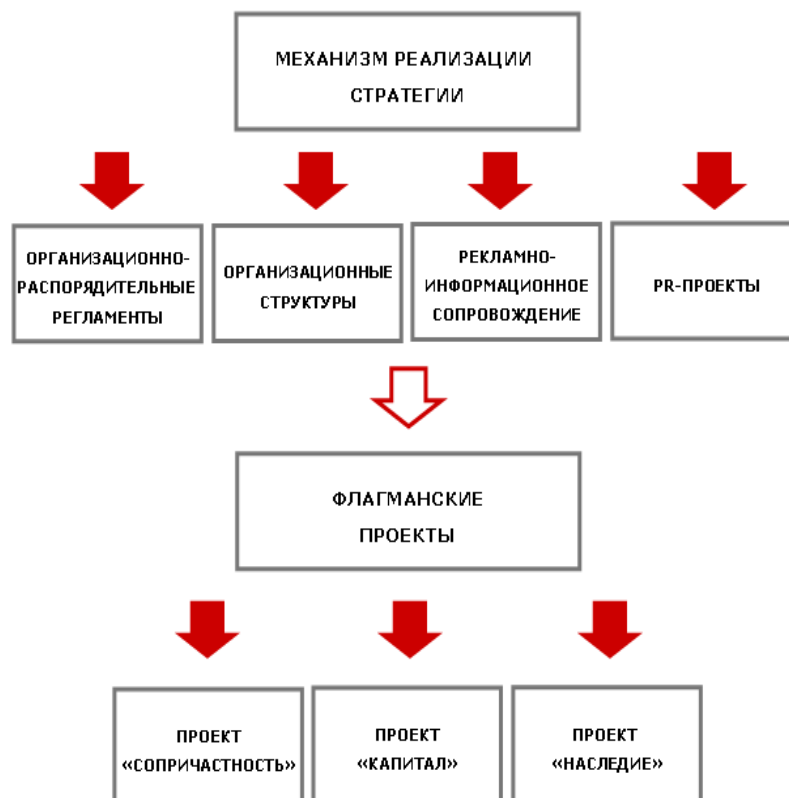 МЕХАНИЗМ РЕАЛИЗАЦИИ
СТРАТЕГИИ
ОРГАНИЗАЦИОННО-
РАСПОРЯДИТЕЛЬНЫЕ
РЕГЛАМЕНТЫ
ОРГАНИЗАЦИОННЫЕ
СТРУКТУРЫ
РЕКЛАМНО-
ИНФОРМАЦИОННОЕ
СОПРОВОЖДЕНИЕ
PR-ПРОЕКТЫ
ФЛАГМАНСКИЕ
ПРОЕКТЫ
ПРОЕКТ
«СОПРИЧАСТНОСТЬ»
ПРОЕКТ
«КАПИТАЛ»
ПРОЕКТ
«НАСЛЕДИЕ»